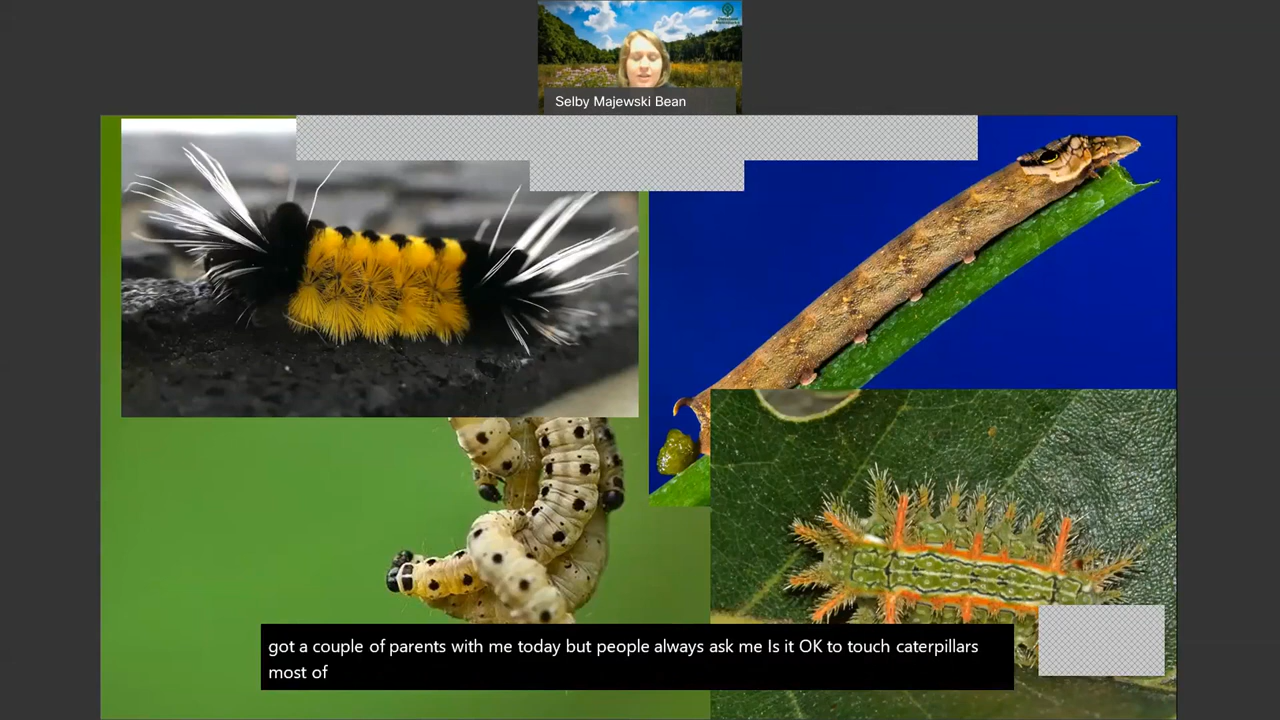 Selby Majewski Bean
got a couple of parents with me today but people always ask me Is it OK to touch caterpillars
most of